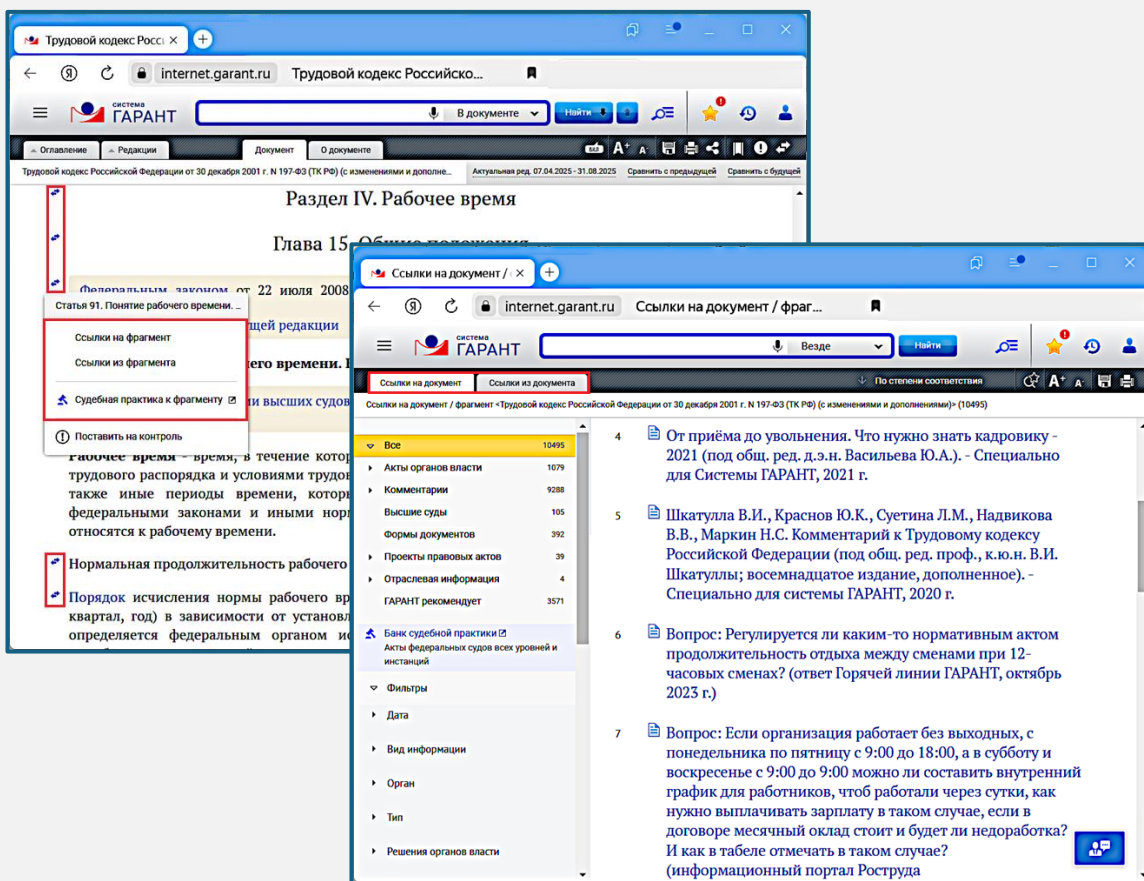 Трудовой кодекс Россі
internet.garant.ru Трудовой кодекс Российско...
система
ГАРАНТ
В документе
Найти
Оглавление
Редакции
Документ
О документе
A+ A-
Трудовой кодекс Российской Федерации от 30 декабря 2001 г. N 197-ФЗ (ТК РФ) (с изменениями и дополне...
Актуальная ред. 07.04.2025 - 31.08.2025
Сравнить с предыдущей
Сравнить с будущей
Раздел IV. Рабочее время
Глава 15. Общие положения
Федеральным законом от 22 июля 2008
Статья 91. Понятие рабочего времени. ...
щей редакции
Ссылки на фрагмент
Ссылки из фрагмента
Судебная практика к фрагменту
Поставить на контроль
его времени.
ии высших судов
Рабочее время - время, в течение котор
трудового распорядка и условиями трудов
также иные периоды времени, которы
федеральными законами и иными норм
относятся к рабочему времени.
Нормальная продолжительность рабочего
Порядок исчисления нормы рабочего вр
квартал, год) в зависимости от установл
определяется федеральным органом ис
Ссылки на документ /
internet.garant.ru Ссылки на документ / фраг...
система
ГАРАНТ
Везде
Найти
Ссылки на документ
Ссылки из документа
По степени соответствия
A+ A-
Ссылки на документ / фрагмент <Трудовой кодекс Российской Федерации от 30 декабря 2001 г. N 197-ФЗ (ТК РФ) (с изменениями и дополнениями)> (10495)
Все 10495
Акты органов власти 1079
Комментарии 9288
Высшие суды 105
Формы документов 392
Проекты правовых актов 39
Отраслевая информация 4
ГАРАНТ рекомендует 3571
Банк судебной практики
Акты федеральных судов всех уровней и
инстанций
Фильтры
Дата
Вид информации
Орган
Тип
Решения органов власти
4 От приёма до увольнения. Что нужно знать кадровику -
2021 (под общ. ред. д.э.н. Васильева Ю.А.). - Специально
для Системы ГАРАНТ, 2021 г.
5 Шкатулла В.И., Краснов Ю.К., Суетина Л.М., Надвикова
В.В., Маркин Н.С. Комментарий к Трудовому кодексу
Российской Федерации (под общ. ред. проф., к.ю.н. В.И.
Шкатуллы; восемнадцатое издание, дополненное). -
Специально для системы ГАРАНТ, 2020 г.
6 Вопрос: Регулируется ли каким-то нормативным актом
продолжительность отдыха между сменами при 12-
часовых сменах? (ответ Горячей линии ГАРАНТ, октябрь
2023 г.)
7 Вопрос: Если организация работает без выходных, с
понедельника по пятницу с 9:00 до 18:00, а в субботу и
воскресенье с 9:00 до 9:00 можно ли составить внутренний
график для работников, чтоб работали через сутки, как
нужно выплачивать зарплату в таком случае, если в
договоре месячный оклад стоит и будет ли недоработка?
И как в табеле отмечать в таком случае?
(информационный портал Роструда